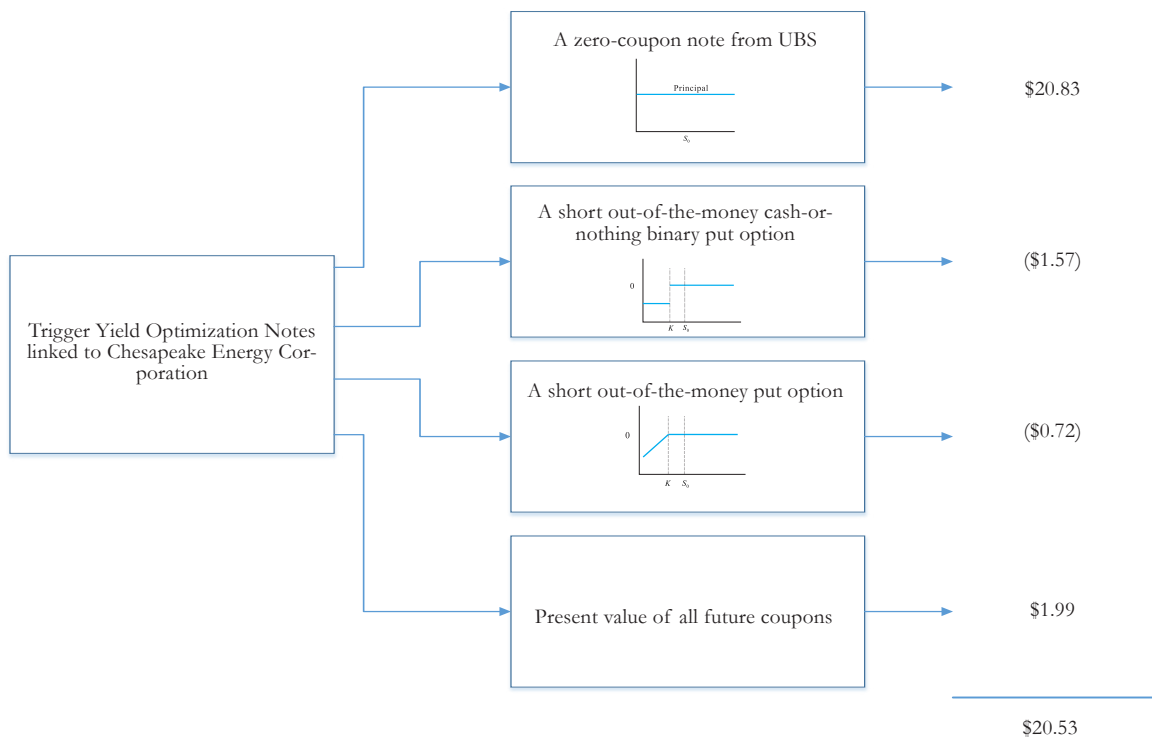 A zero-coupon note from UBS
Principal
S₀
$20.83
A short out-of-the-money cash-or-
nothing binary put option
0
K
S₀
($1.57)
Trigger Yield Optimization Notes
linked to Chesapeake Energy Cor-
poration
A short out-of-the-money put option
0
K
S₀
($0.72)
Present value of all future coupons
$1.99
$20.53